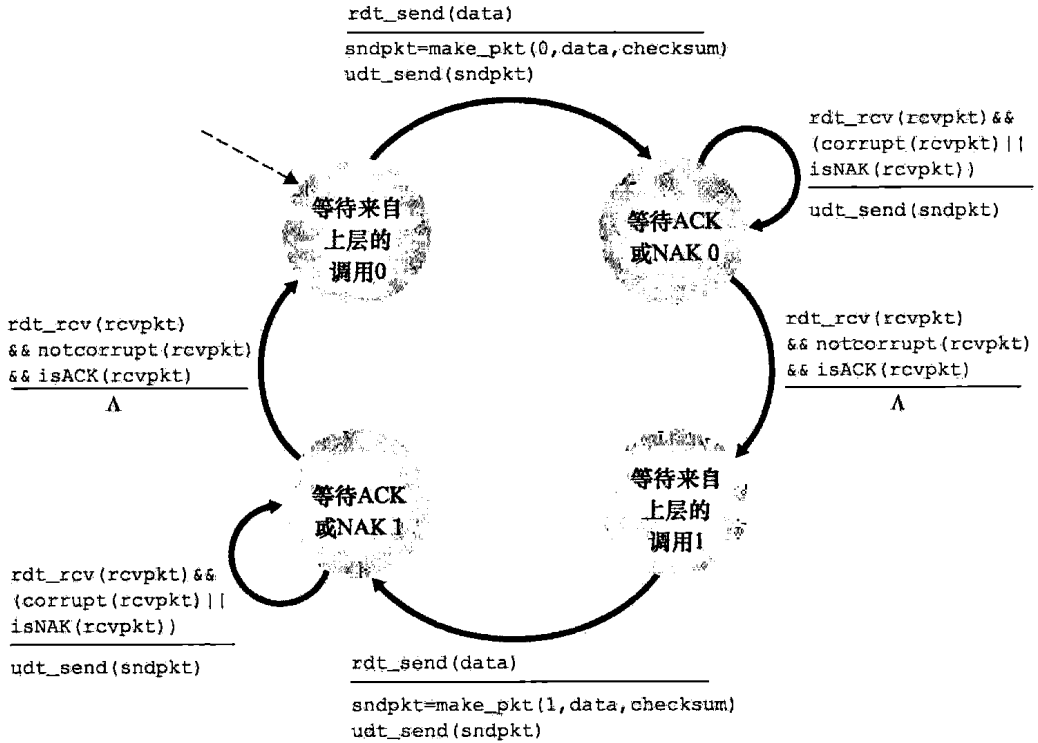 rdt_send(data)
sndpkt=make_pkt(0,data,checksum)
udt_send(sndpkt)
rdt_rcv(rcvpkt)&&
(corrupt(rcvpkt)||
isNAK(rcvpkt))
udt_send(sndpkt)
等待来自
上层的
调用0
等待ACK
或NAK 0
rdt_rcv(rcvpkt)
&& notcorrupt(rcvpkt)
&& isACK(rcvpkt)
Λ
rdt_rcv(rcvpkt)
&& notcorrupt(rcvpkt)
&& isACK(rcvpkt)
Λ
等待ACK
或NAK 1
等待来自
上层的
调用1
rdt_rcv(rcvpkt)&&
(corrupt(rcvpkt)||
isNAK(rcvpkt))
udt_send(sndpkt)
rdt_send(data)
sndpkt=make_pkt(1,data,checksum)
udt_send(sndpkt)